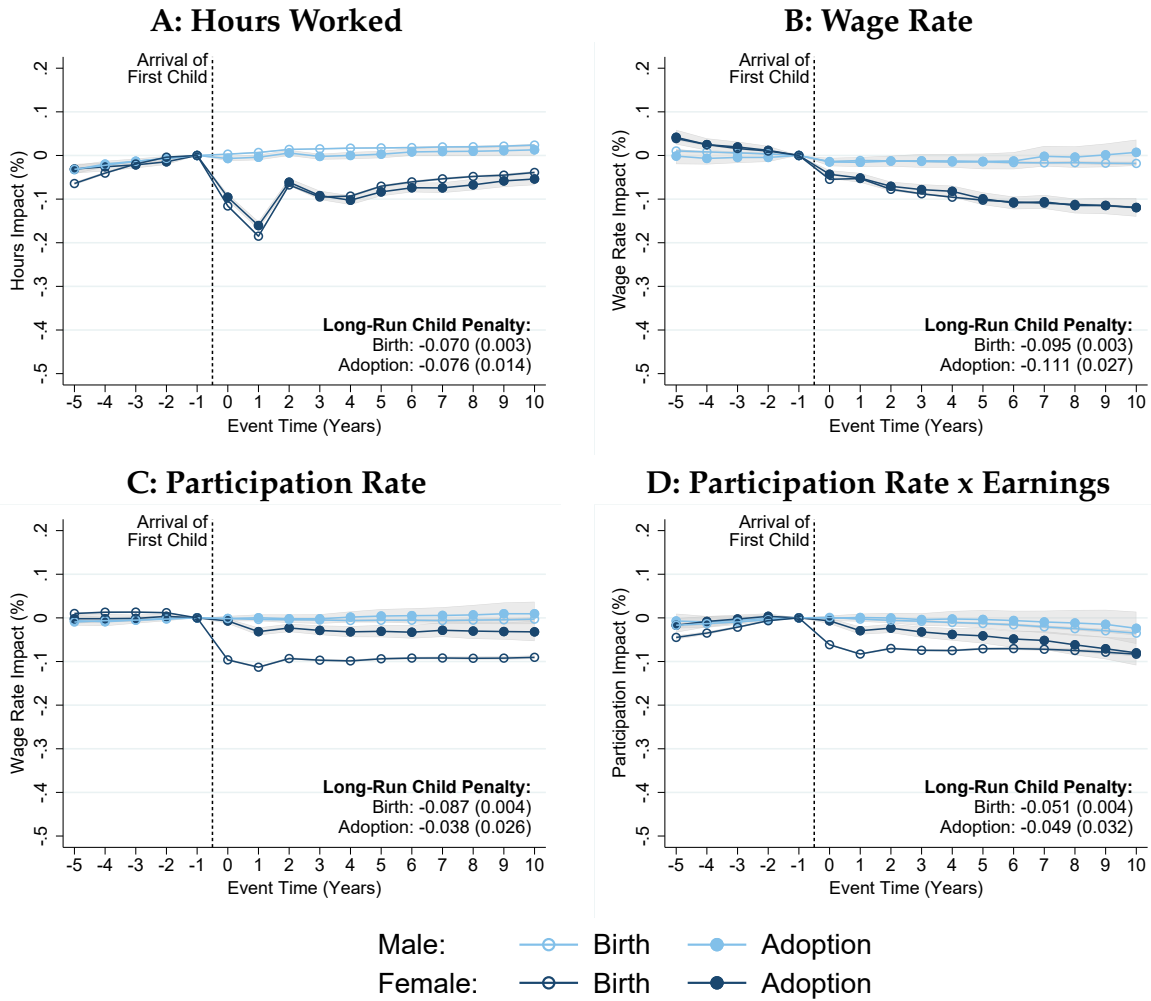 A: Hours Worked
Arrival of
First Child
Hours Impact (%)
.2
.1
0
-.1
-.2
-.3
-.4
-.5
Long-Run Child Penalty:
Birth: -0.070 (0.003)
Adoption: -0.076 (0.014)
-5 -4 -3 -2 -1 0 1 2 3 4 5 6 7 8 9 10
Event Time (Years)
B: Wage Rate
Arrival of
First Child
Wage Rate Impact (%)
.2
.1
0
-.1
-.2
-.3
-.4
-.5
Long-Run Child Penalty:
Birth: -0.095 (0.003)
Adoption: -0.111 (0.027)
-5 -4 -3 -2 -1 0 1 2 3 4 5 6 7 8 9 10
Event Time (Years)
C: Participation Rate
Arrival of
First Child
Wage Rate Impact (%)
.2
.1
0
-.1
-.2
-.3
-.4
-.5
Long-Run Child Penalty:
Birth: -0.087 (0.004)
Adoption: -0.038 (0.026)
-5 -4 -3 -2 -1 0 1 2 3 4 5 6 7 8 9 10
Event Time (Years)
D: Participation Rate x Earnings
Arrival of
First Child
Participation Impact (%)
.2
.1
0
-.1
-.2
-.3
-.4
-.5
Long-Run Child Penalty:
Birth: -0.051 (0.004)
Adoption: -0.049 (0.032)
-5 -4 -3 -2 -1 0 1 2 3 4 5 6 7 8 9 10
Event Time (Years)
Male: Birth Adoption
Female: Birth Adoption